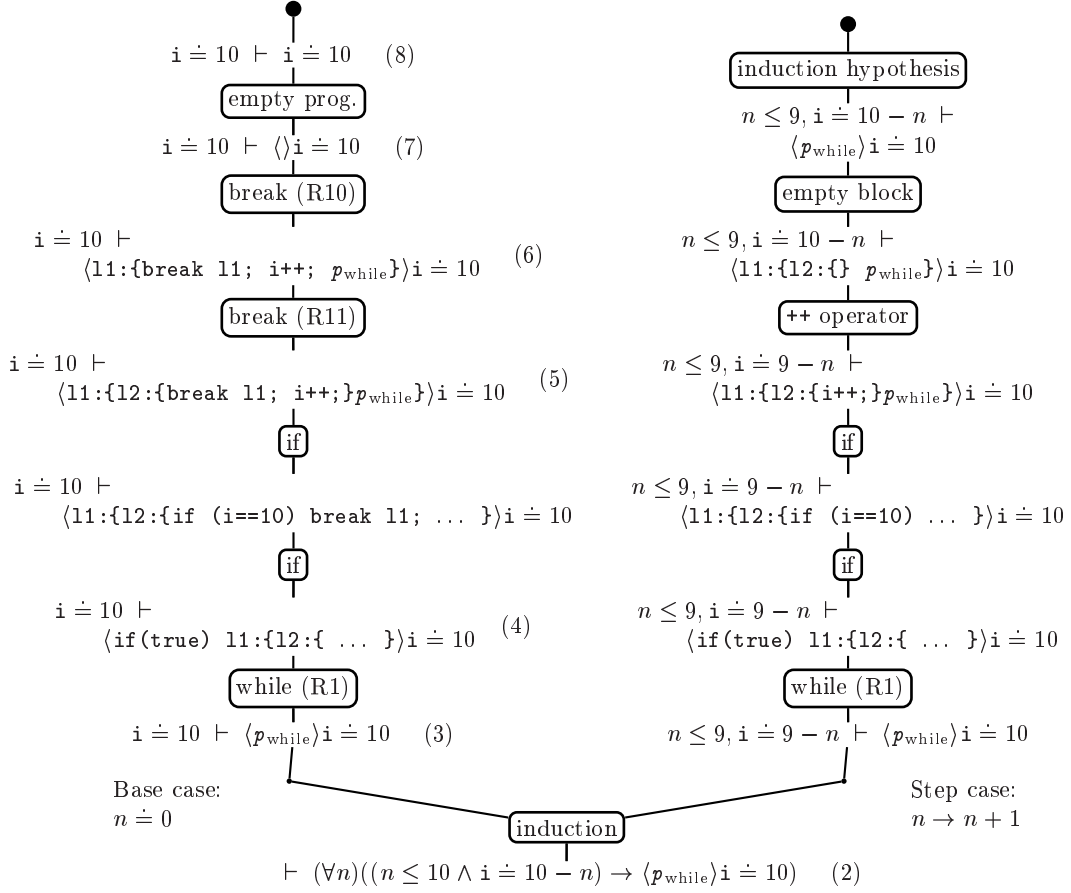 i ≐ 10 ⊢ i ≐ 10 (8)
empty prog.
i ≐ 10 ⊢ ⟨⟩i ≐ 10 (7)
break (R10)
i ≐ 10 ⊢
⟨l1:{break l1; i++; p_while}⟩i ≐ 10 (6)
break (R11)
i ≐ 10 ⊢
⟨l1:{l2:{break l1; i++;}p_while}⟩i ≐ 10 (5)
if
i ≐ 10 ⊢
⟨l1:{l2:{if (i==10) break l1; ... }⟩i ≐ 10
if
i ≐ 10 ⊢
⟨if(true) l1:{l2:{ ... }⟩i ≐ 10 (4)
while (R1)
i ≐ 10 ⊢ ⟨p_while⟩i ≐ 10 (3)
Base case:
n ≐ 0
induction hypothesis
n ≤ 9, i ≐ 10 − n ⊢
⟨p_while⟩i ≐ 10
empty block
n ≤ 9, i ≐ 10 − n ⊢
⟨l1:{l2:{} p_while}⟩i ≐ 10
++ operator
n ≤ 9, i ≐ 9 − n ⊢
⟨l1:{l2:{i++;}p_while}⟩i ≐ 10
if
n ≤ 9, i ≐ 9 − n ⊢
⟨l1:{l2:{if (i==10) ... }⟩i ≐ 10
if
n ≤ 9, i ≐ 9 − n ⊢
⟨if(true) l1:{l2:{ ... }⟩i ≐ 10
while (R1)
n ≤ 9, i ≐ 9 − n ⊢ ⟨p_while⟩i ≐ 10
Step case:
n → n + 1
induction
⊢ (∀n)((n ≤ 10 ∧ i ≐ 10 − n) → ⟨p_while⟩i ≐ 10) (2)